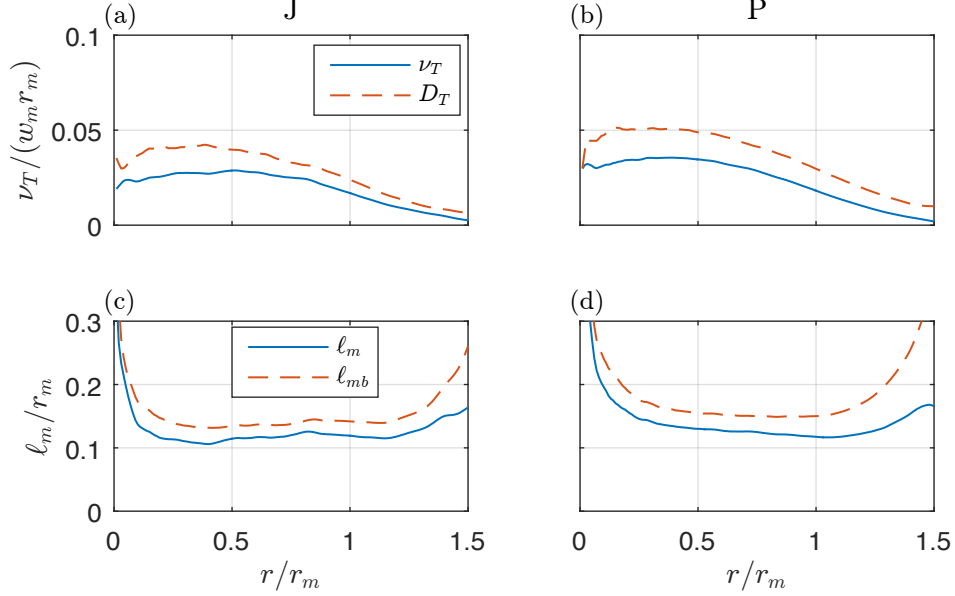 J P
(a) (b)
0.1
0.05
0
ν_T/(w_m r_m)
ν_T
D_T
(c) (d)
0.3
0.2
0.1
0
ℓ_m/r_m
ℓ_m
ℓ_mb
0 0.5 1 1.5 0 0.5 1 1.5
r/r_m r/r_m